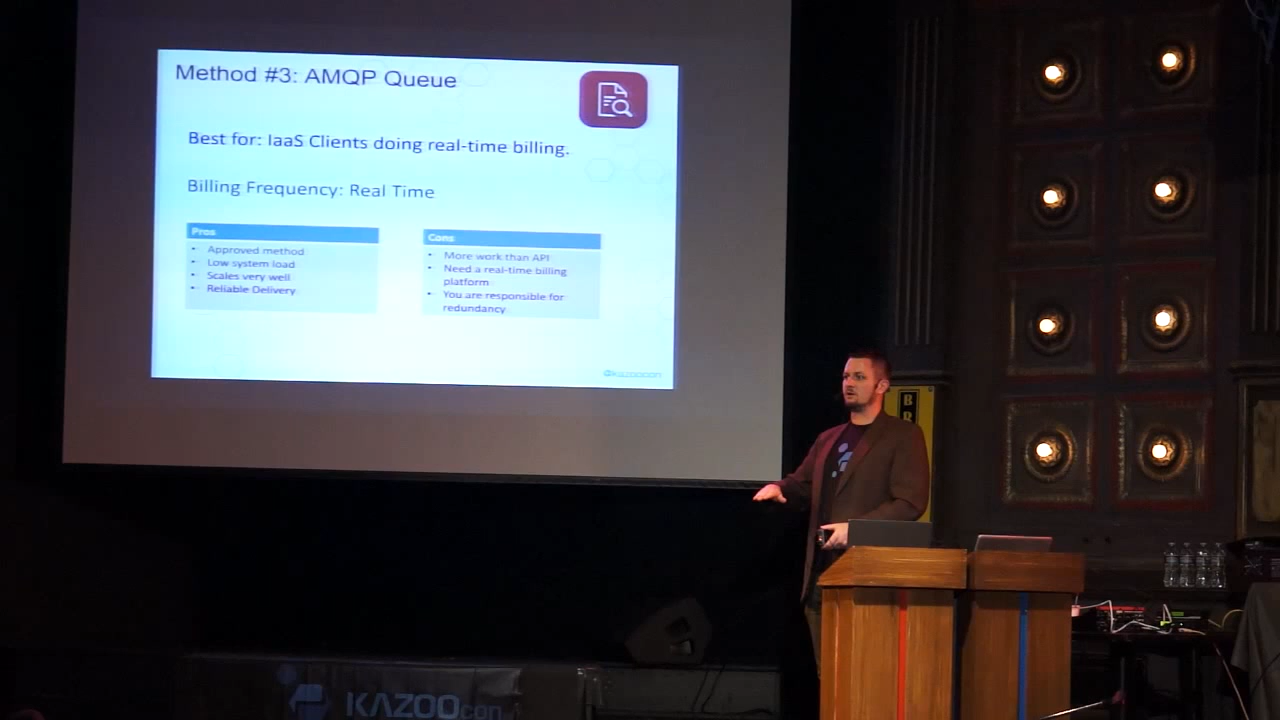 Method #3: AMQP Queue
Best for: IaaS Clients doing real-time billing.
Billing Frequency: Real Time
Pros
• Approved method
• Low system load
• Scales very well
• Reliable Delivery
Cons
• More work than API
• Need a real-time billing
platform
• You are responsible for
redundancy
@kazoocon
B
R
KAZOOcon